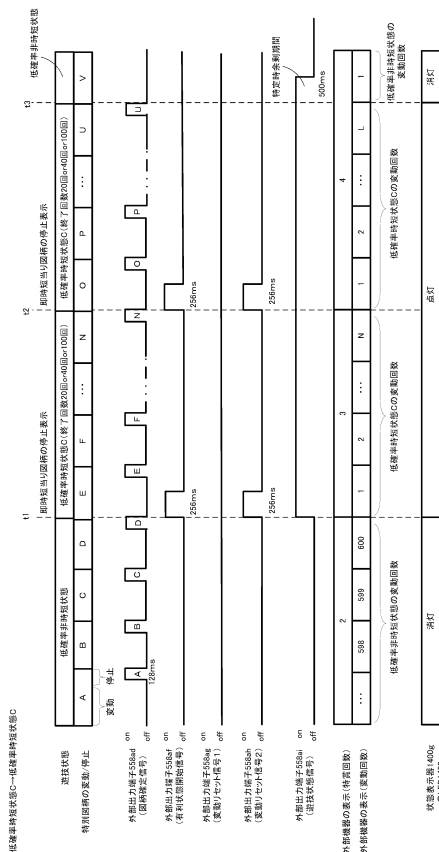 低確率時短状態C→低確率時短状態C
t1
t2
t3
即時短当り図柄の停止表示
即時短当り図柄の停止表示
低確率非時短状態
遊技状態
低確率非時短状態
低確率時短状態C(終了回数20回or40回or100回)
低確率時短状態C(終了回数20回or40回or100回)
特別図柄の変動/停止
A
B
C
D
E
F
…
N
O
P
…
U
V
変動
停止
外部出力端子558ad
(図柄確定信号)
on
off
A
B
C
D
E
F
N
O
P
U
128ms
外部出力端子558af
(有利状態開始信号)
on
off
256ms
256ms
外部出力端子558ag
(変動リセット信号1)
on
off
外部出力端子558ah
(変動リセット信号2)
on
off
256ms
256ms
外部出力端子558ai
(遊技状態信号)
on
off
特定時余剰期間
500ms
外部機器の表示(特賞回数)
2
3
4
外部機器の表示(変動回数)
…
598
599
600
1
2
…
N
1
2
…
L
1
低確率非時短状態の変動回数
低確率時短状態Cの変動回数
低確率時短状態Cの変動回数
低確率非時短状態の
変動回数
状態表示器1400g
消灯
点灯
消灯